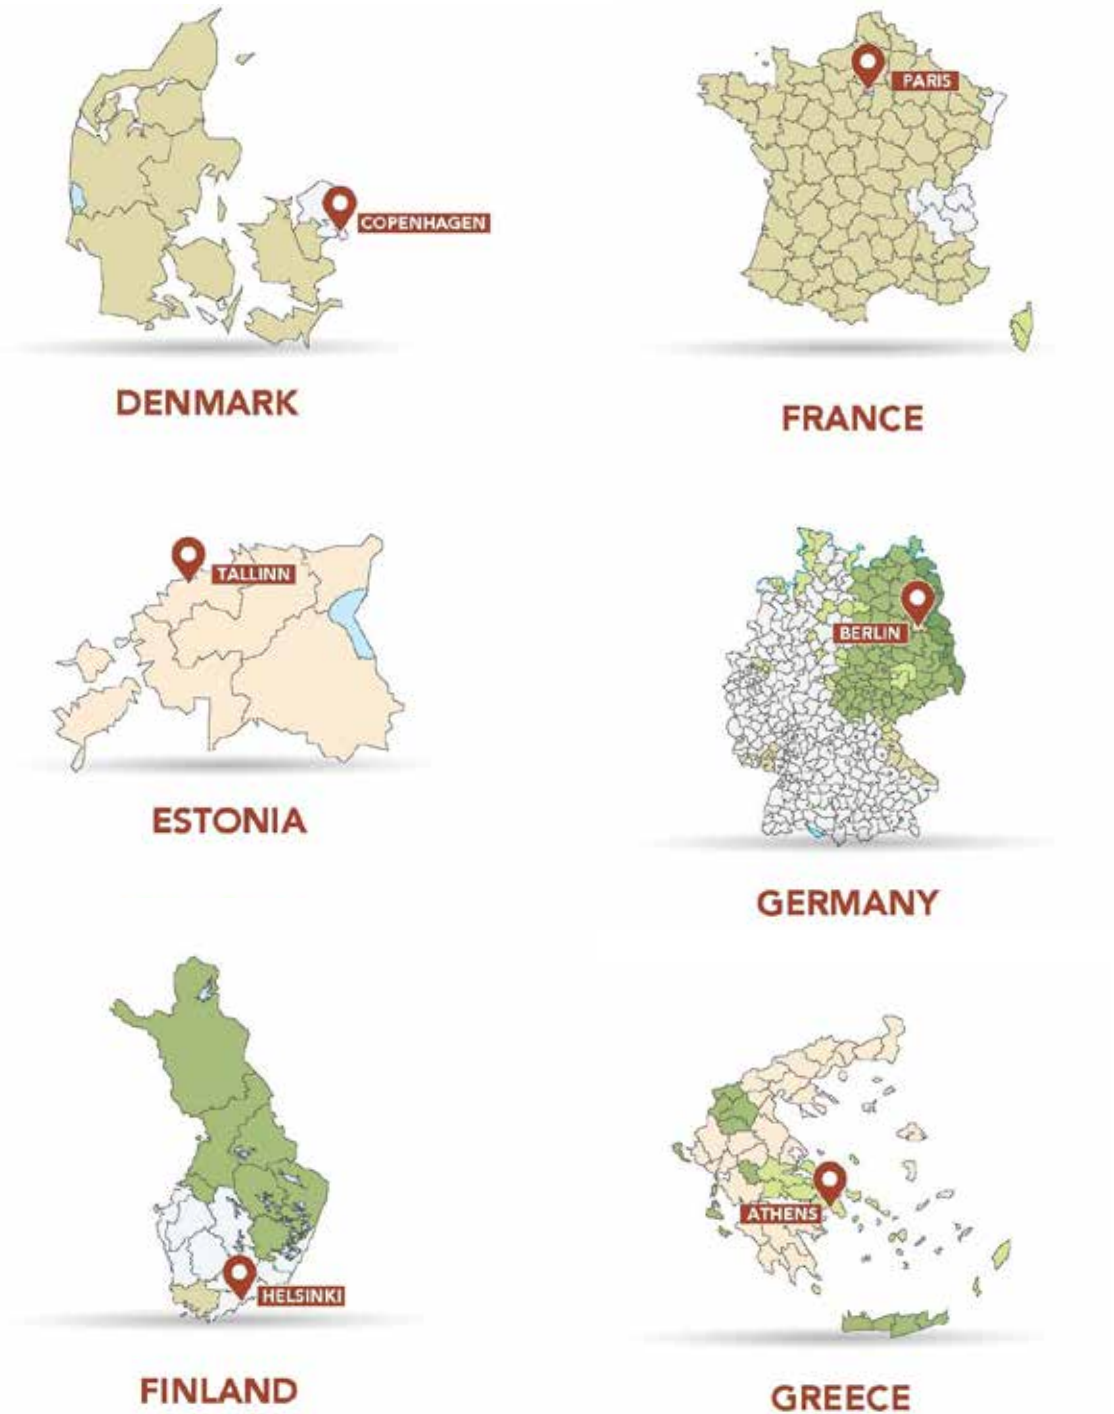 COPENHAGEN
DENMARK
PARIS
FRANCE
TALLINN
ESTONIA
BERLIN
GERMANY
HELSINKI
FINLAND
ATHENS
GREECE